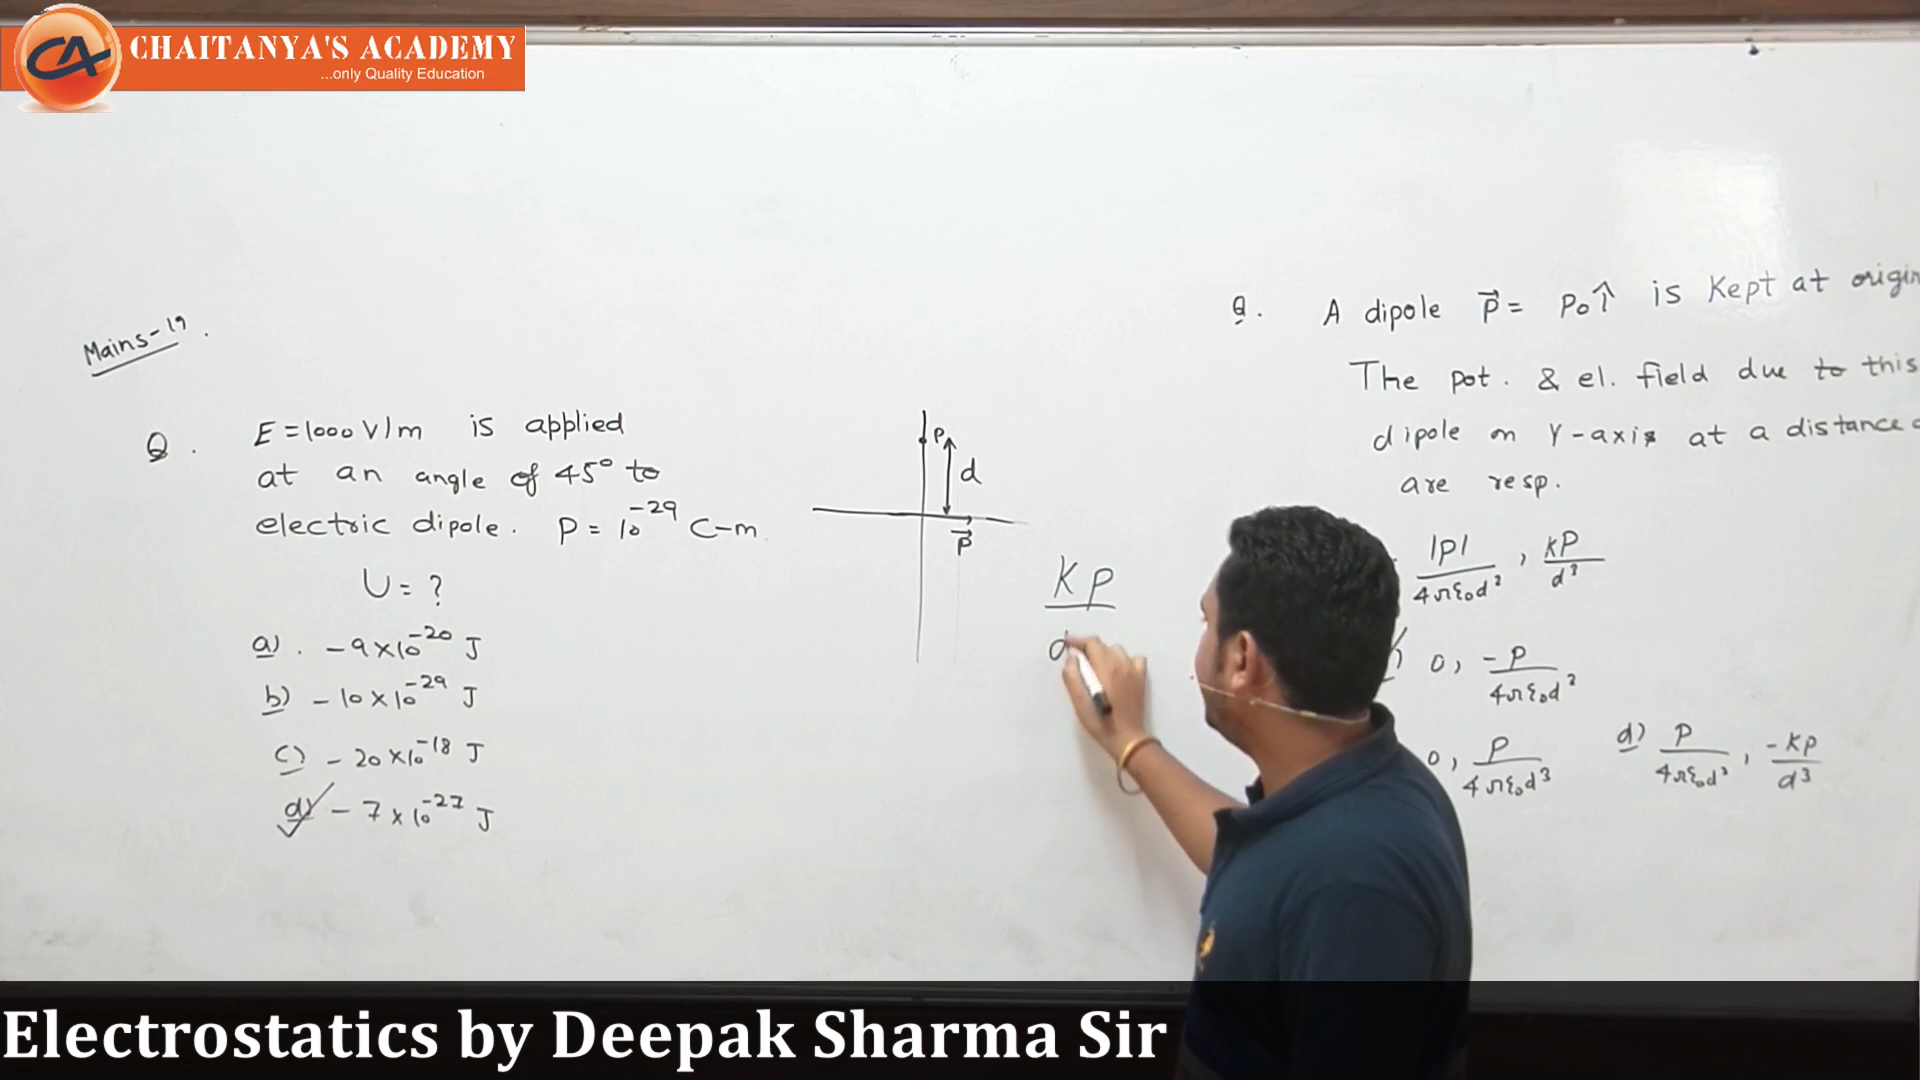 CHAITANYA'S ACADEMY
...only Quality Education
CA
Mains-19.
Q. E = 1000 V/m is applied
at an angle of 45° to
electric dipole. P = 10⁻²⁹ C-m.
U = ?
a). -9×10⁻²⁰ J
b) -10×10⁻²⁹ J
c) -20×10⁻¹⁸ J
d) -7×10⁻²⁷ J
P
d
P⃗
KP
d
Q. A dipole P⃗ = P₀ î is Kept at origin
The pot. & el. field due to this
dipole on Y-axis at a distance
are resp.
|P|/4πε₀d², KP/d³
0, -P/4πε₀d³
0, P/4πε₀d³ d) P/4πε₀d², -KP/d³
Electrostatics by Deepak Sharma Sir